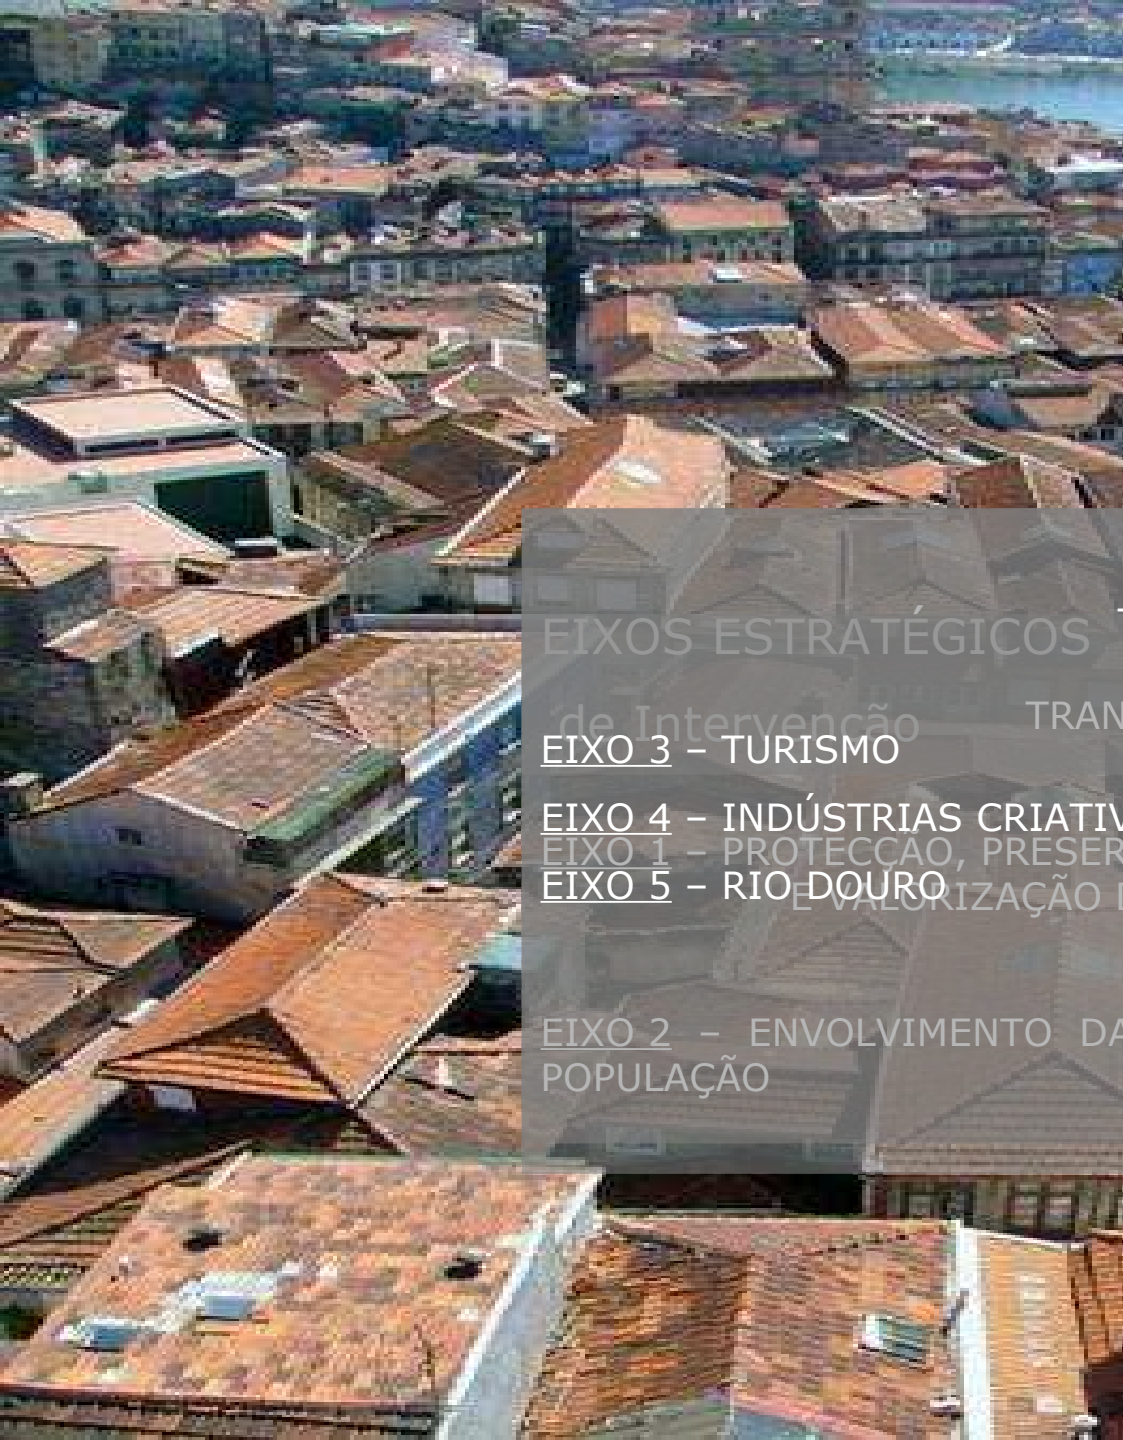 EIXOS ESTRATÉGICOS
de Intervenção
TRAN
EIXO 3 – TURISMO
EIXO 4 – INDÚSTRIAS CRIATIV
EIXO 1 – PROTECÇÃO, PRESER
EIXO 5 – RIO DOURO
E VALORIZAÇÃO D
EIXO 2 – ENVOLVIMENTO DA
POPULAÇÃO